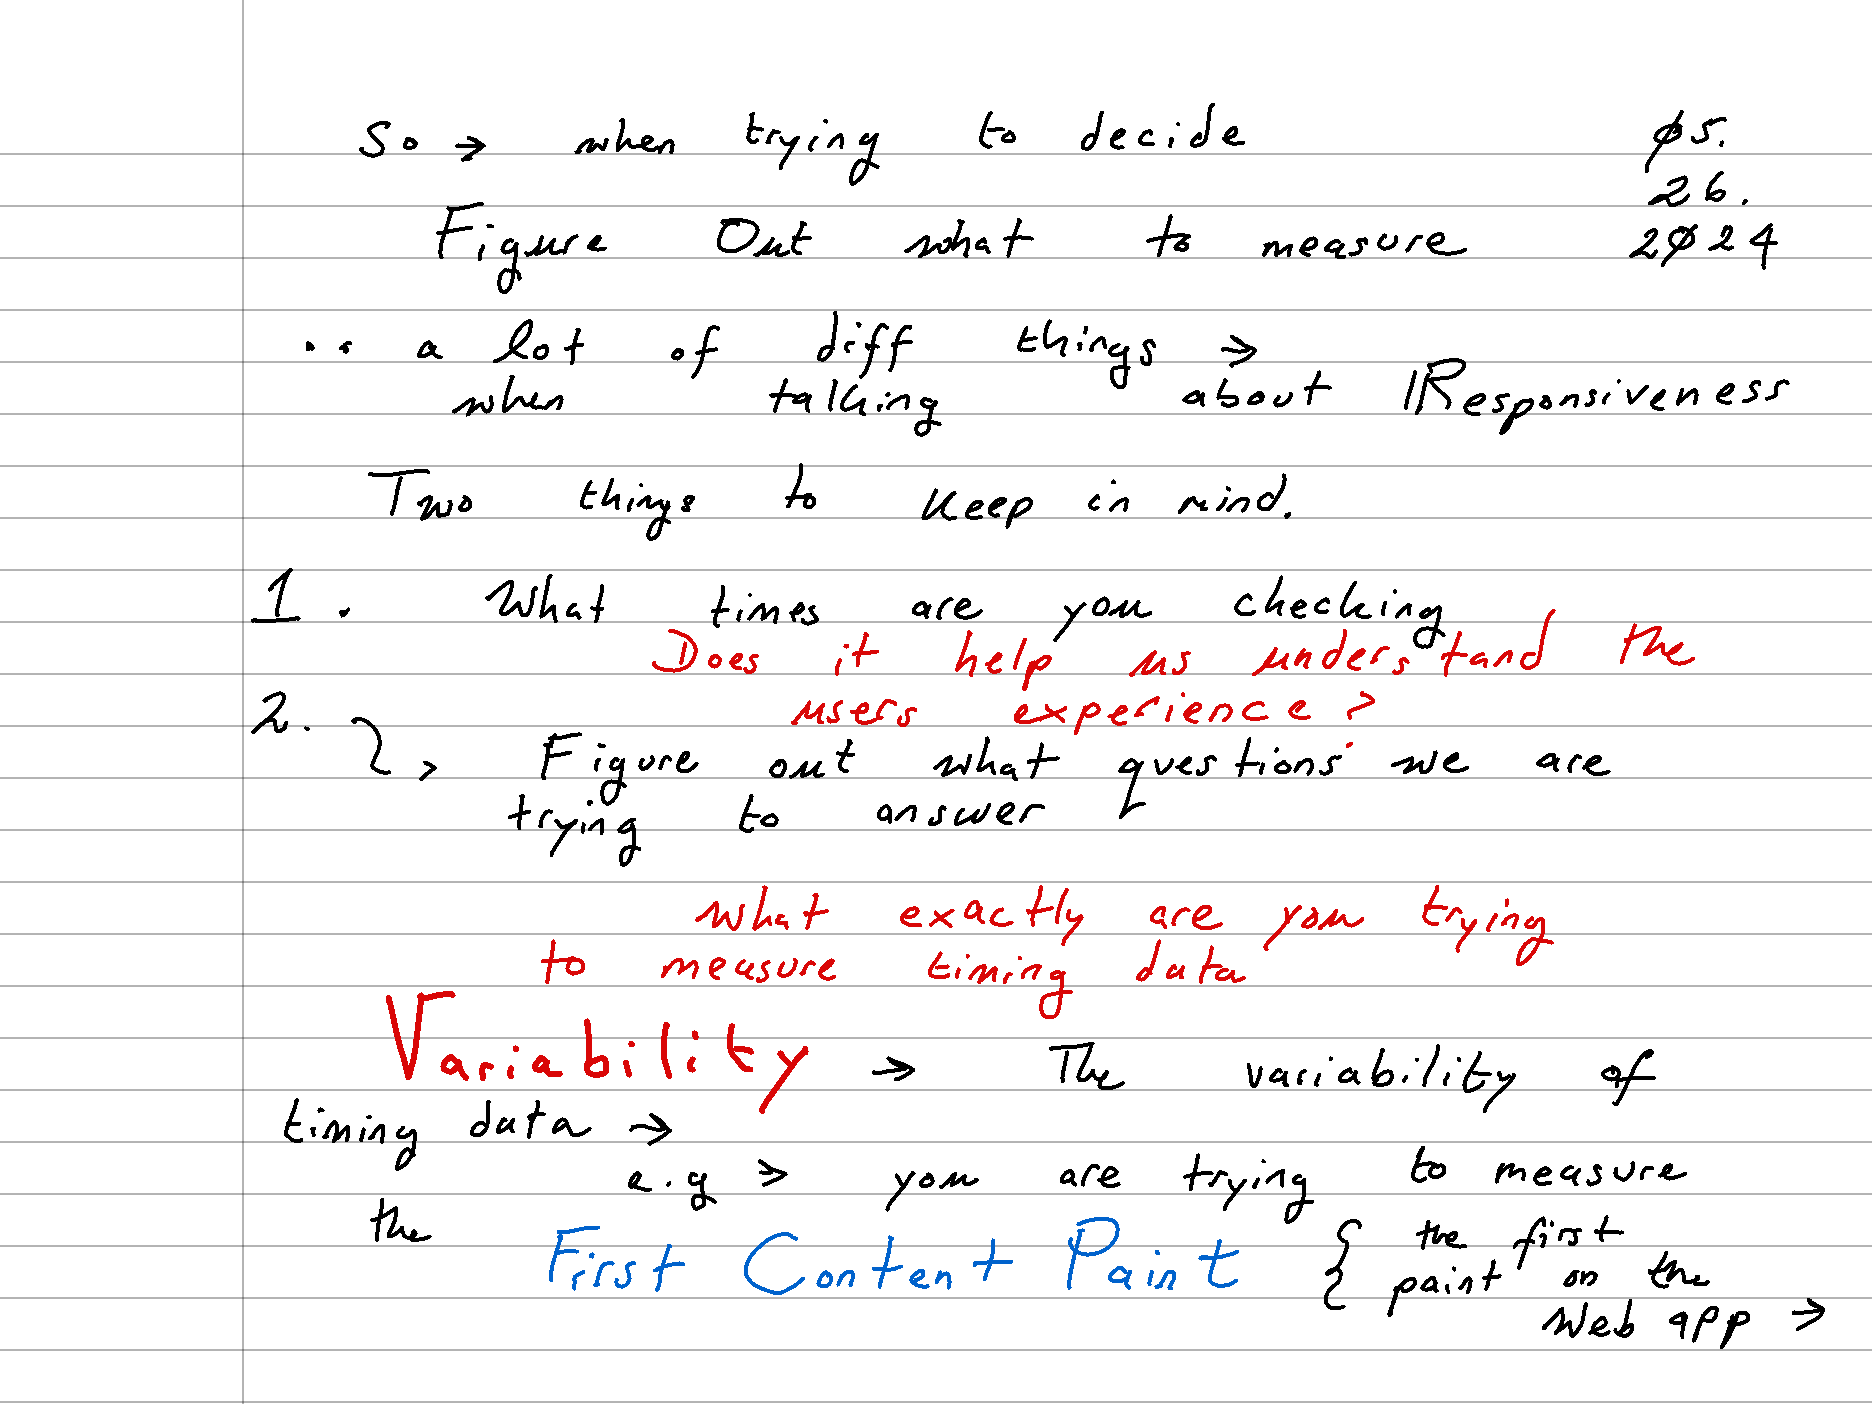 So → when trying to decide
Ø5.
26.
2Ø24
Figure Out what to measure
.. a lot of diff things →
when talking about Responsiveness
Two things to keep in mind.
1. What times are you checking
Does it help us understand the
users experience?
2. > Figure out what questions we are
trying to answer
what exactly are you trying
to measure timing data
Variability → The variability of
timing data →
e.g > you are trying to measure
the First Content Paint { the first
paint on the
Web app →